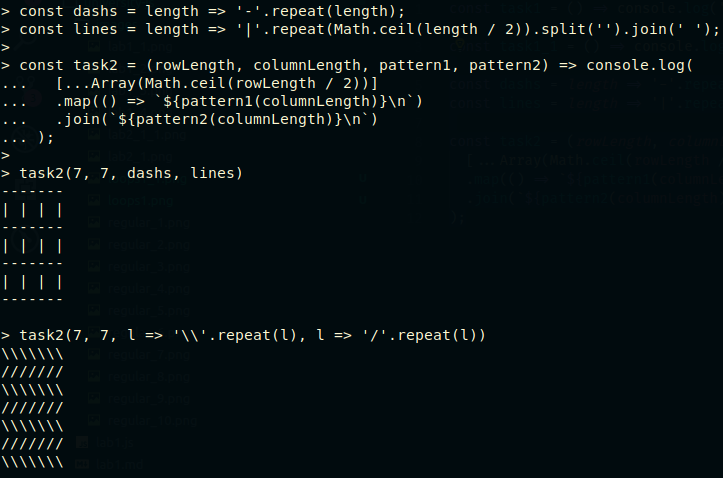 > const dashs = length => '-'.repeat(length);
> const lines = length => '|'.repeat(Math.ceil(length / 2)).split('').join(' ');
>
> const task2 = (rowLength, columnLength, pattern1, pattern2) => console.log(
...   [...Array(Math.ceil(rowLength / 2))]
...   .map(() => `${pattern1(columnLength)}\n`)
...   .join(`${pattern2(columnLength)}\n`)
... );
>
> task2(7, 7, dashs, lines)
-------
| | | |
-------
| | | |
-------
| | | |
-------
> task2(7, 7, l => '\\'.repeat(l), l => '/'.repeat(l))
\\\\\\\
///////
\\\\\\\
///////
\\\\\\\
///////
\\\\\\\